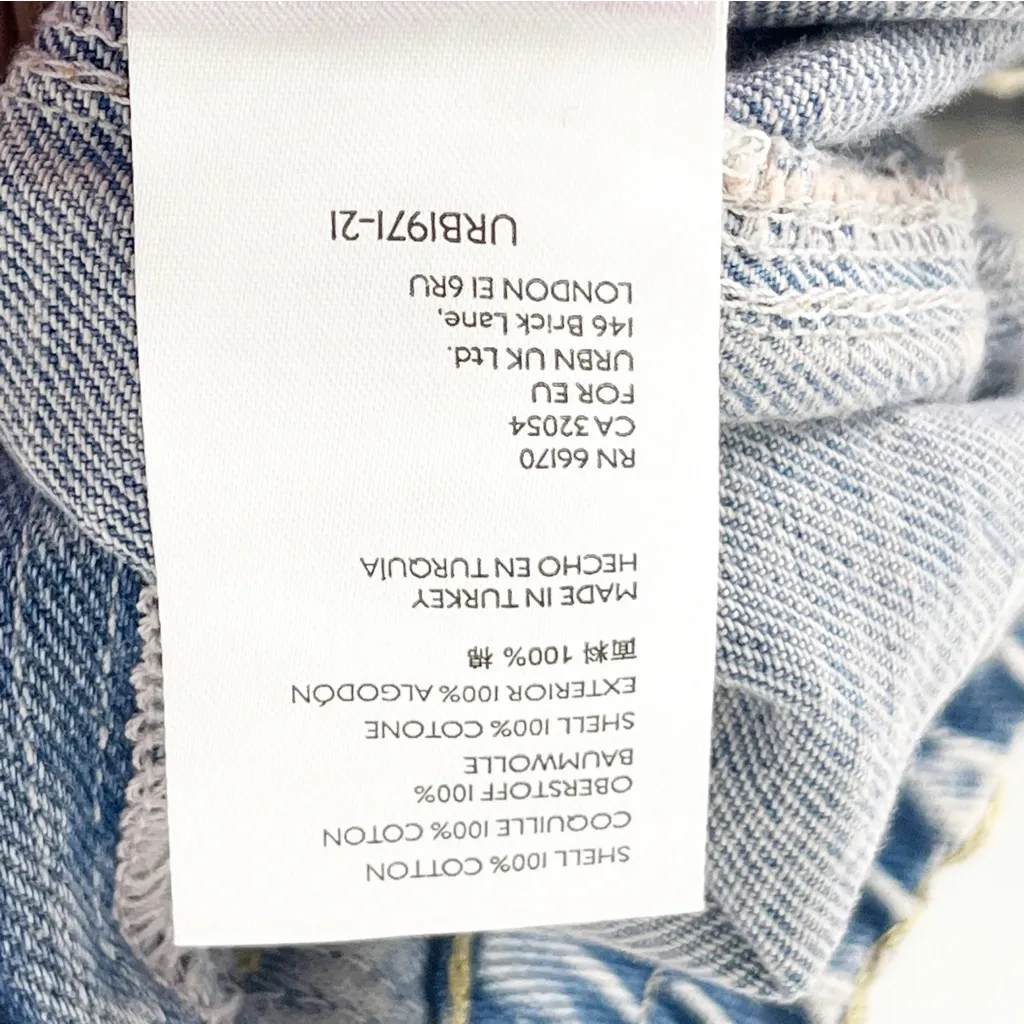 SHELL 100% COTTON
COQUILLE 100% COTON
OBERSTOFF 100%
BAUMWOLLE
SHELL 100% COTONE
EXTERIOR 100% ALGODÓN
面料 100% 棉
MADE IN TURKEY
HECHO EN TURQUÍA
RN 66170
CA 32054
FOR EU
URBN UK Ltd.
146 Brick Lane,
LONDON E1 6RU
URB1971-21